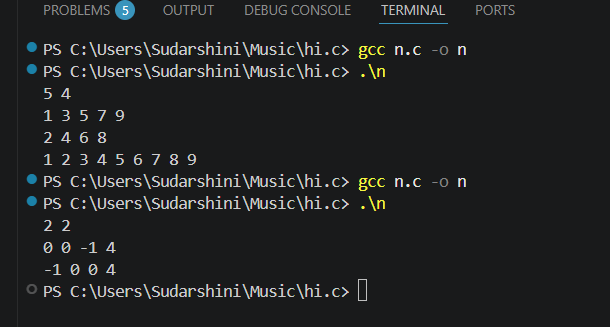 PROBLEMS 5 OUTPUT DEBUG CONSOLE TERMINAL PORTS
PS C:\Users\Sudarshini\Music\hi.c> gcc n.c -o n
PS C:\Users\Sudarshini\Music\hi.c> .\n
5 4
1 3 5 7 9
2 4 6 8
1 2 3 4 5 6 7 8 9
PS C:\Users\Sudarshini\Music\hi.c> gcc n.c -o n
PS C:\Users\Sudarshini\Music\hi.c> .\n
2 2
0 0 -1 4
-1 0 0 4
PS C:\Users\Sudarshini\Music\hi.c>